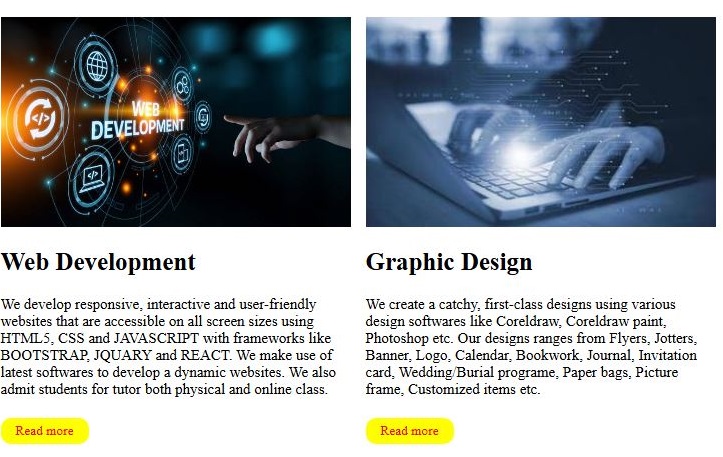 WEB
DEVELOPMENT
Web Development
We develop responsive, interactive and user-friendly
websites that are accessible on all screen sizes using
HTML5, CSS and JAVASCRIPT with frameworks like
BOOTSTRAP, JQUARY and REACT. We make use of
latest softwares to develop a dynamic websites. We also
admit students for tutor both physical and online class.
Read more
Graphic Design
We create a catchy, first-class designs using various
design softwares like Coreldraw, Coreldraw paint,
Photoshop etc. Our designs ranges from Flyers, Jotters,
Banner, Logo, Calendar, Bookwork, Journal, Invitation
card, Wedding/Burial programe, Paper bags, Picture
frame, Customized items etc.
Read more